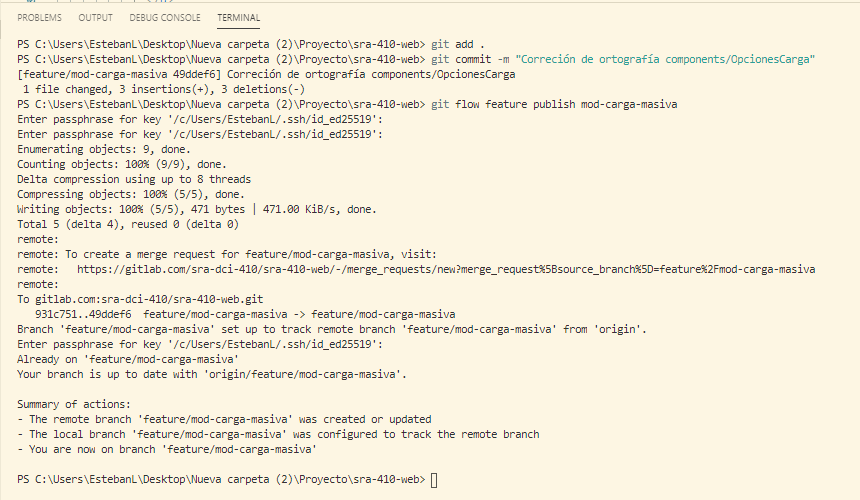 PROBLEMS OUTPUT DEBUG CONSOLE TERMINAL
PS C:\Users\EstebanL\Desktop\Nueva carpeta (2)\Proyecto\sra-410-web> git add .
PS C:\Users\EstebanL\Desktop\Nueva carpeta (2)\Proyecto\sra-410-web> git commit -m "Correción de ortografía components/OpcionesCarga"
[feature/mod-carga-masiva 49ddef6] Correción de ortografía components/OpcionesCarga
1 file changed, 3 insertions(+), 3 deletions(-)
PS C:\Users\EstebanL\Desktop\Nueva carpeta (2)\Proyecto\sra-410-web> git flow feature publish mod-carga-masiva
Enter passphrase for key '/c/Users/EstebanL/.ssh/id_ed25519':
Enter passphrase for key '/c/Users/EstebanL/.ssh/id_ed25519':
Enumerating objects: 9, done.
Counting objects: 100% (9/9), done.
Delta compression using up to 8 threads
Compressing objects: 100% (5/5), done.
Writing objects: 100% (5/5), 471 bytes | 471.00 KiB/s, done.
Total 5 (delta 4), reused 0 (delta 0)
remote:
remote: To create a merge request for feature/mod-carga-masiva, visit:
remote:   https://gitlab.com/sra-dci-410/sra-410-web/-/merge_requests/new?merge_request%5Bsource_branch%5D=feature%2Fmod-carga-masiva
remote:
To gitlab.com:sra-dci-410/sra-410-web.git
931c751..49ddef6  feature/mod-carga-masiva -> feature/mod-carga-masiva
Branch 'feature/mod-carga-masiva' set up to track remote branch 'feature/mod-carga-masiva' from 'origin'.
Enter passphrase for key '/c/Users/EstebanL/.ssh/id_ed25519':
Already on 'feature/mod-carga-masiva'
Your branch is up to date with 'origin/feature/mod-carga-masiva'.
Summary of actions:
- The remote branch 'feature/mod-carga-masiva' was created or updated
- The local branch 'feature/mod-carga-masiva' was configured to track the remote branch
- You are now on branch 'feature/mod-carga-masiva'
PS C:\Users\EstebanL\Desktop\Nueva carpeta (2)\Proyecto\sra-410-web>